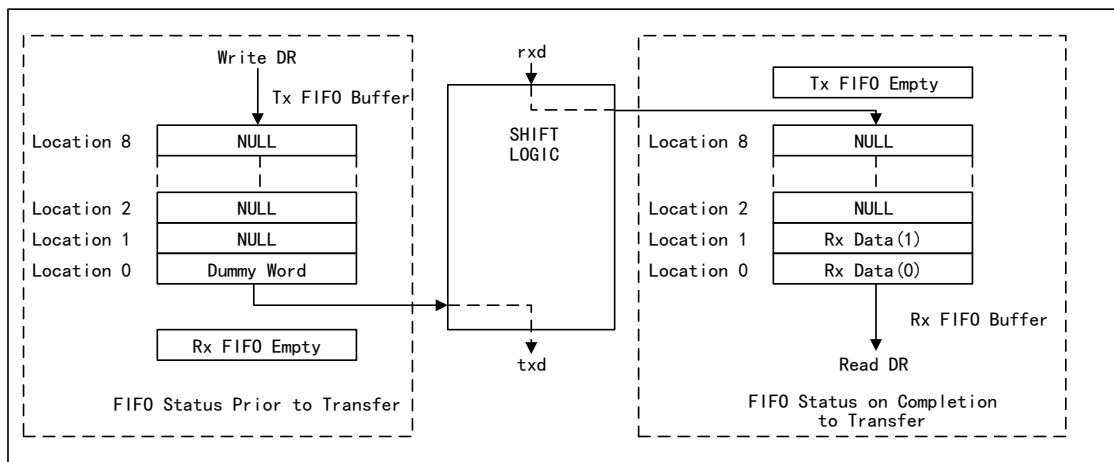 Write DR
Tx FIFO Buffer
Location 8
NULL
Location 2
NULL
Location 1
NULL
Location 0
Dummy Word
Rx FIFO Empty
FIFO Status Prior to Transfer
rxd
SHIFT
LOGIC
txd
Tx FIFO Empty
Location 8
NULL
Location 2
NULL
Location 1
Rx Data(1)
Location 0
Rx Data(0)
Rx FIFO Buffer
Read DR
FIFO Status on Completion
to Transfer